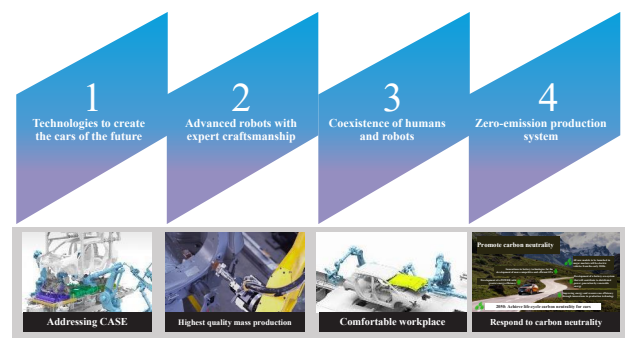 1
Technologies to create
the cars of the future
2
Advanced robots with
expert craftsmanship
3
Coexistence of humans
and robots
4
Zero-emission production
system
Addressing CASE
Highest quality mass production
Comfortable workplace
Promote carbon neutrality
2050: Achieve life cycle carbon neutrality for cars
Respond to carbon neutrality